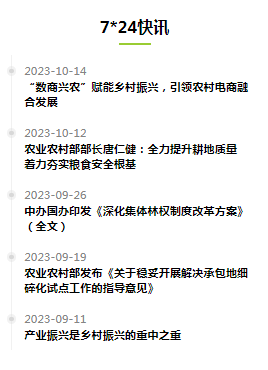 7*24快讯
2023-10-14
“数商兴农”赋能乡村振兴，引领农村电商融
合发展
2023-10-12
农业农村部部长唐仁健：全力提升耕地质量
着力夯实粮食安全根基
2023-09-26
中办国办印发《深化集体林权制度改革方案》
（全文）
2023-09-19
农业农村部发布《关于稳妥开展解决承包地细
碎化试点工作的指导意见》
2023-09-11
产业振兴是乡村振兴的重中之重